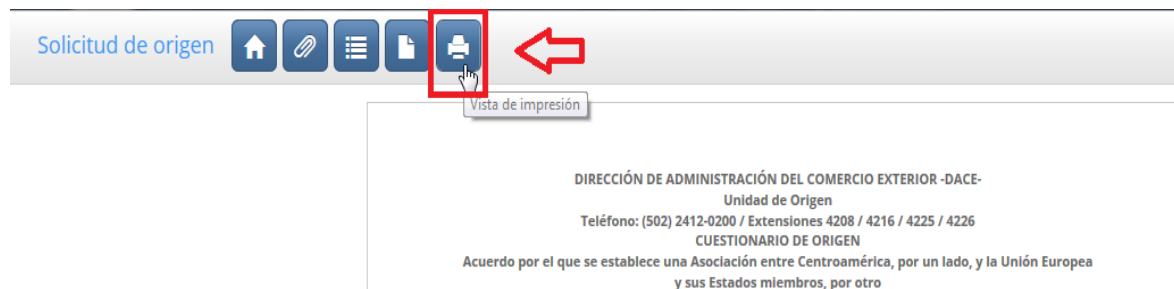 Solicitud de origen
Vista de impresión
DIRECCIÓN DE ADMINISTRACIÓN DEL COMERCIO EXTERIOR -DACE-
Unidad de Origen
Teléfono: (502) 2412-0200 / Extensiones 4208 / 4216 / 4225 / 4226
CUESTIONARIO DE ORIGEN
Acuerdo por el que se establece una Asociación entre Centroamérica, por un lado, y la Unión Europea
y sus Estados miembros, por otro